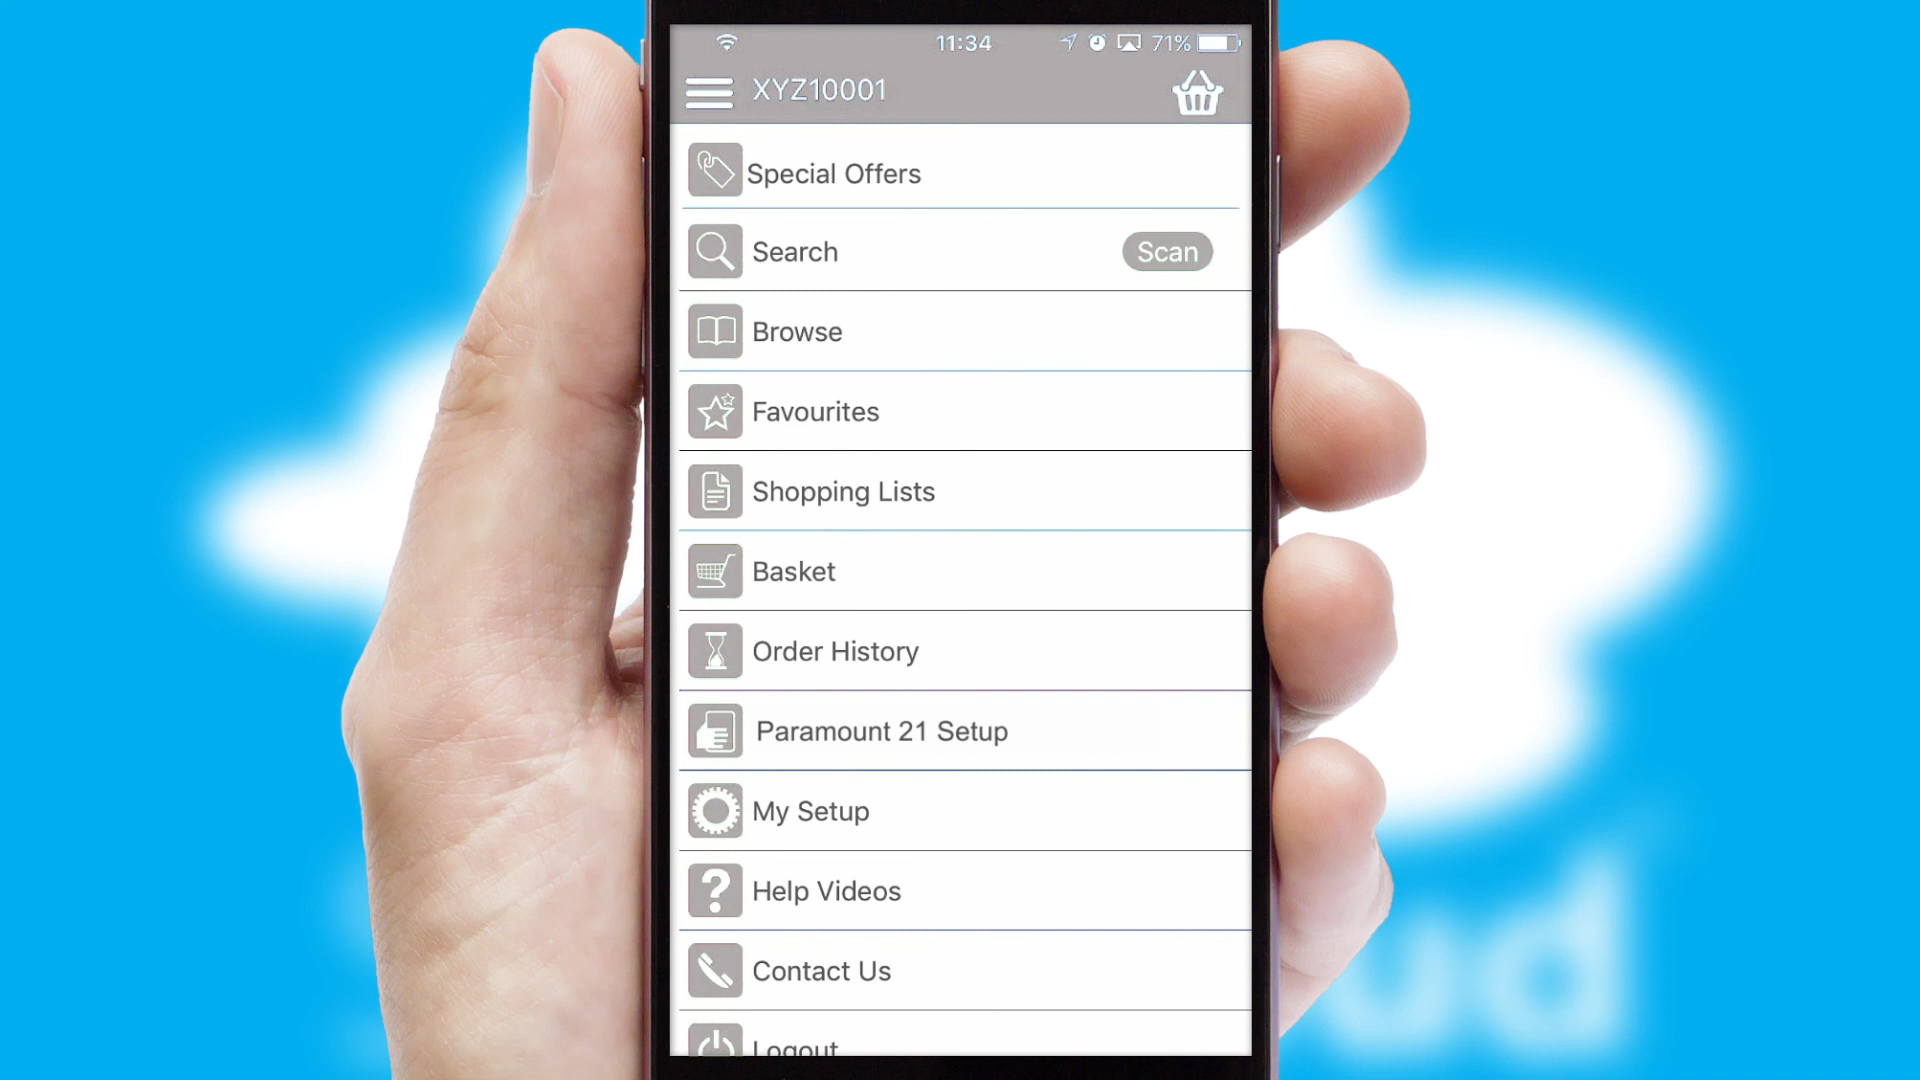 11:34
71%
XYZ10001
Special Offers
Search
Scan
Browse
Favourites
Shopping Lists
Basket
Order History
Paramount 21 Setup
My Setup
Help Videos
Contact Us
Logout
ud